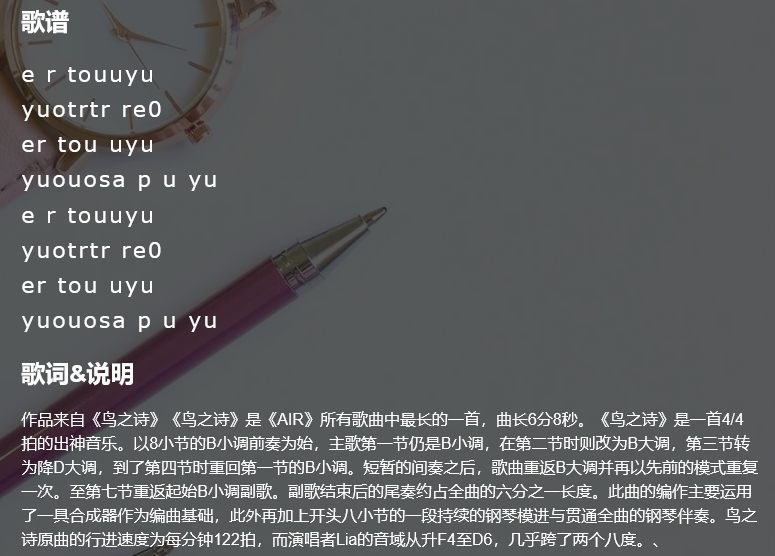 歌谱
e r touuyu
yuotrtr re0
er tou uyu
yuouosa p u yu
e r touuyu
yuotrtr re0
er tou uyu
yuouosa p u yu
歌词&说明
作品来自《鸟之诗》《鸟之诗》是《AIR》所有歌曲中最长的一首，曲长6分8秒。《鸟之诗》是一首4/4
拍的出神音乐。以8小节的B小调前奏为始，主歌第一节仍是B小调，在第二节时则改为B大调，第三节转
为降D大调，到了第四节时重回第一节的B小调。短暂的间奏之后，歌曲重返B大调并再以先前的模式重复
一次。至第七节重返起始B小调副歌。副歌结束后的尾奏约占全曲的六分之一长度。此曲的编作主要运用
了一具合成器作为编曲基础，此外再加上开头八小节的一段持续的钢琴模进与贯通全曲的钢琴伴奏。鸟之
诗原曲的行进速度为每分钟122拍，而演唱者Lia的音域从升F4至D6，几乎跨了两个八度。、